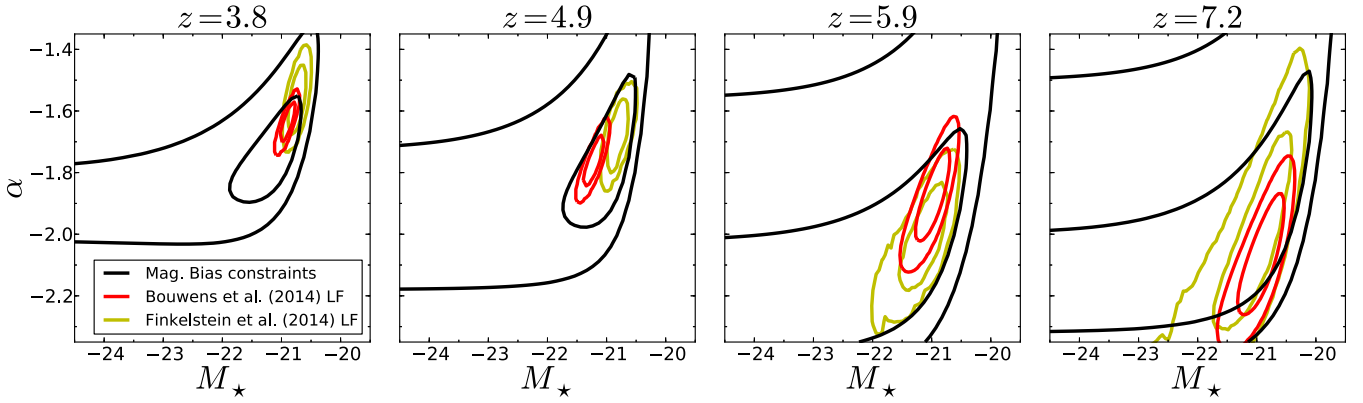 z=3.8 z=4.9 z=5.9 z=7.2
−1.4
−1.6
−1.8
−2.0
−2.2
α
Mag. Bias constraints
Bouwens et al. (2014) LF
Finkelstein et al. (2014) LF
−24 −23 −22 −21 −20 −24 −23 −22 −21 −20 −24 −23 −22 −21 −20 −24 −23 −22 −21 −20
M⋆ M⋆ M⋆ M⋆